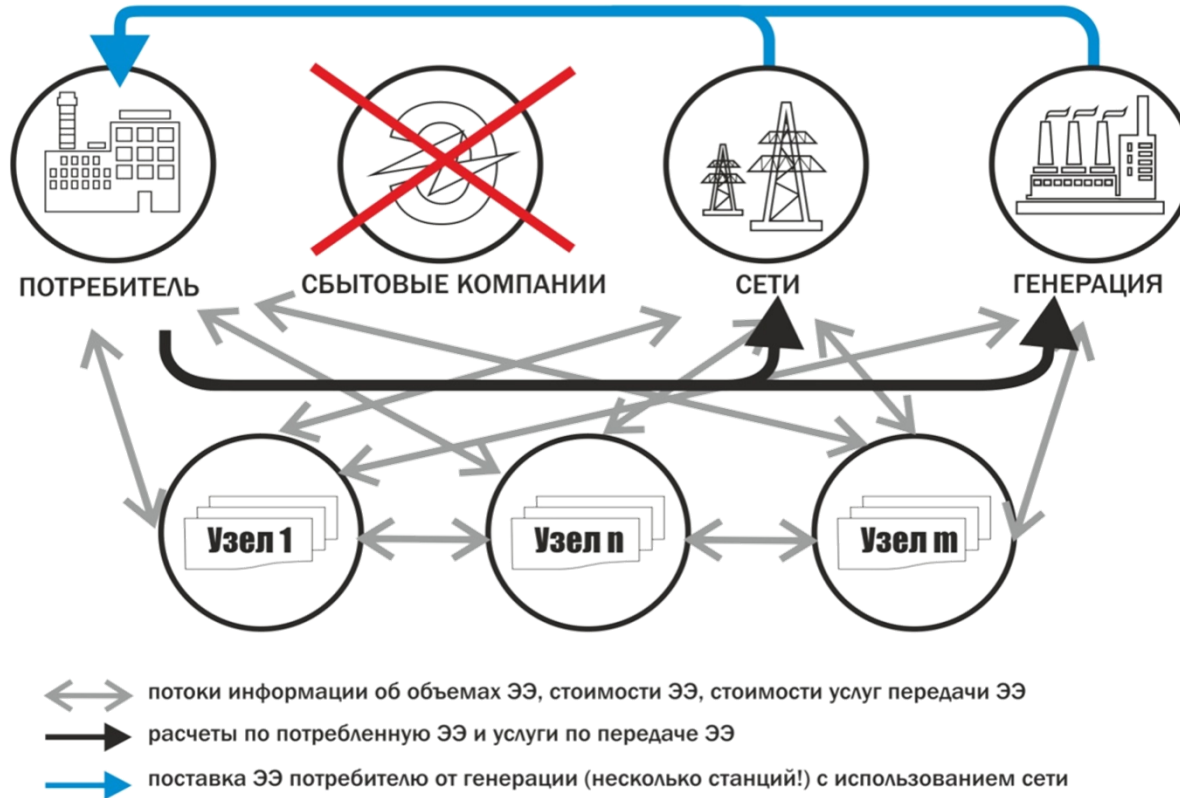 ПОТРЕБИТЕЛЬ
СБЫТОВЫЕ КОМПАНИИ
СЕТИ
ГЕНЕРАЦИЯ
Узел 1
Узел n
Узел m
потоки информации об объемах ЭЭ, стоимости ЭЭ, стоимости услуг передачи ЭЭ
расчеты по потребленную ЭЭ и услуги по передаче ЭЭ
поставка ЭЭ потребителю от генерации (несколько станций!) с использованием сети